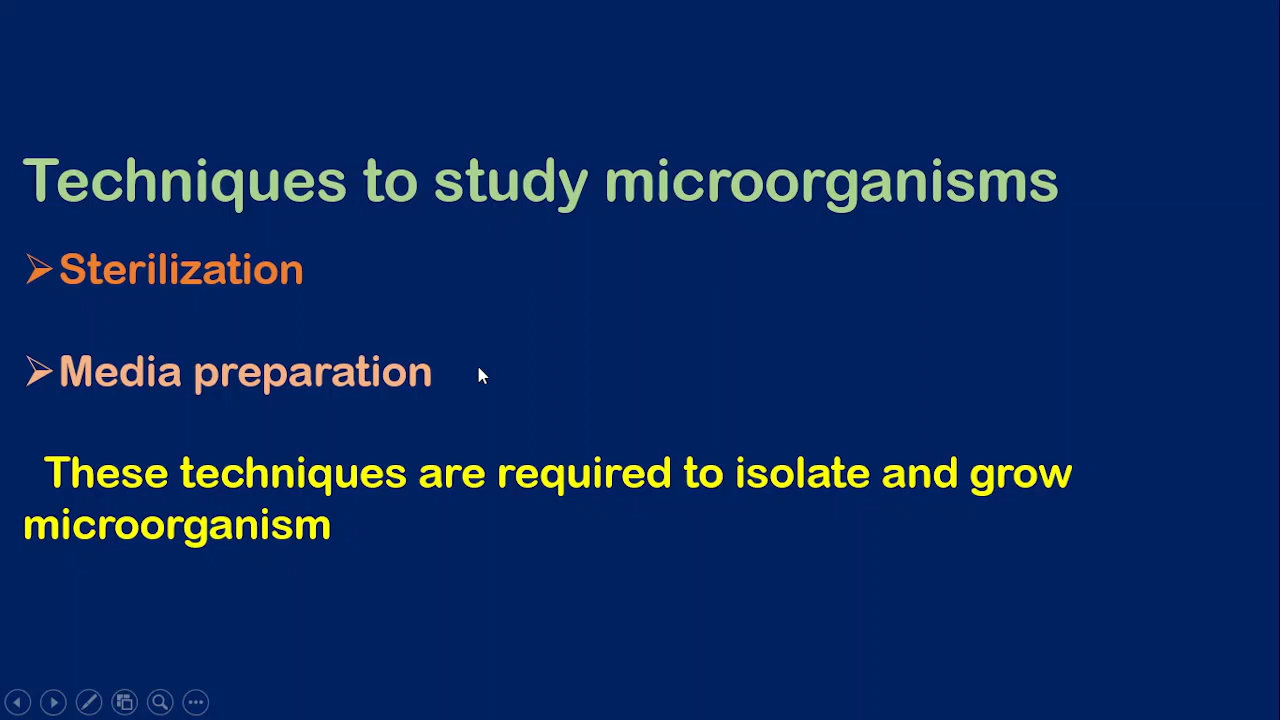 Techniques to study microorganisms
➢Sterilization
➢Media preparation
These techniques are required to isolate and grow
microorganism